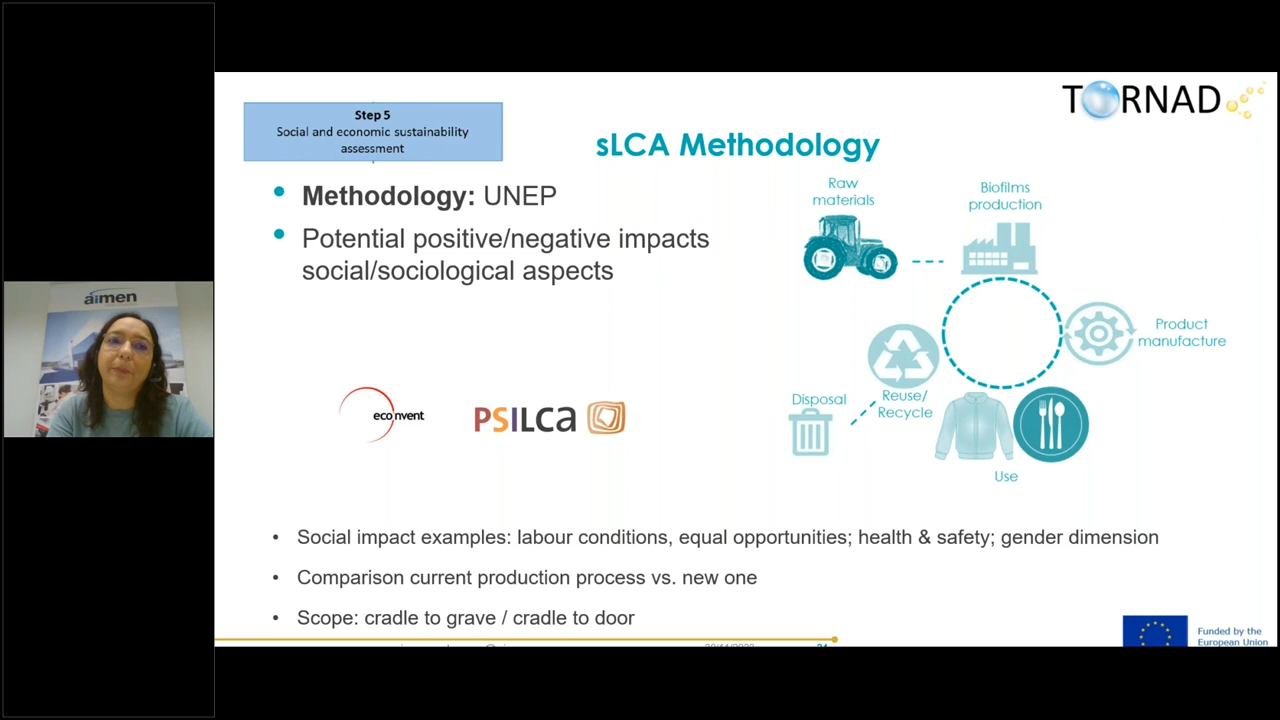 TORNAD
Step 5
Social and economic sustainability
assessment
sLCA Methodology
• Methodology: UNEP
• Potential positive/negative impacts
social/sociological aspects
Raw
materials
Biofilms
production
Product
manufacture
Reuse/
Recycle
Disposal
Use
aimen
ecoinvent
PSILCA
• Social impact examples: labour conditions, equal opportunities; health & safety; gender dimension
• Comparison current production process vs. new one
• Scope: cradle to grave / cradle to door
Funded by the
European Union